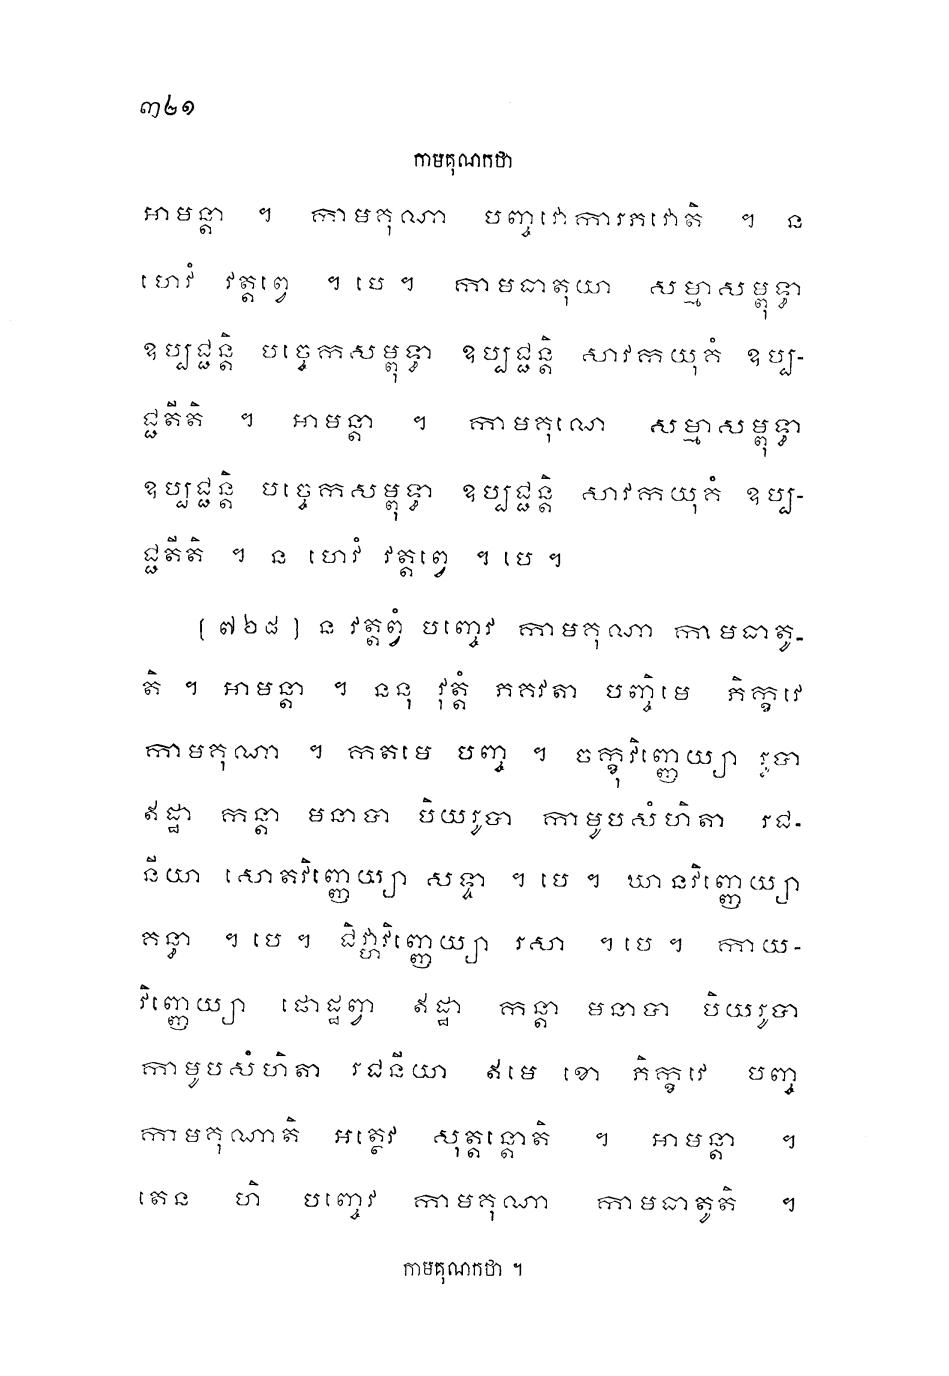 ៣២១
កាមគុណកថា
អាមន្តា ។ កាមគុណា បញ្ចវោការភវោតិ ។ ន
ហេវំ វត្តព្វេ ។ បេ ។ កាមធាតុយា សម្មាសម្ពុទ្ធា
ឧប្បជ្ជន្តិ បច្ចេកសម្ពុទ្ធា ឧប្បជ្ជន្តិ សាវកយុគំ ឧប្ប-
ជ្ជតីតិ ។ អាមន្តា ។ កាមគុណេ សម្មាសម្ពុទ្ធា
ឧប្បជ្ជន្តិ បច្ចេកសម្ពុទ្ធា ឧប្បជ្ជន្តិ សាវកយុគំ ឧប្ប-
ជ្ជតីតិ ។ ន ហេវំ វត្តព្វេ ។ បេ ។
[ ៧៦៨ ] ន វត្តព្វំ បញ្ចេវ កាមគុណា កាមធាតូ-
តិ ។ អាមន្តា ។ ននុ វុត្តំ ភគវតា បញ្ចិមេ ភិក្ខវេ
កាមគុណា ។ កតមេ បញ្ច ។ ចក្ខុវិញ្ញេយ្យា រូបា
ឥដ្ឋា កន្តា មនាបា បិយរូបា កាមូបសំហិតា រជ-
នីយា សោតវិញ្ញេយ្យា សទ្ទា ។ បេ ។ ឃានវិញ្ញេយ្យា
គន្ធា ។ បេ ។ ជិវ្ហាវិញ្ញេយ្យា រសា ។ បេ ។ កាយ-
វិញ្ញេយ្យា ផោដ្ឋព្វា ឥដ្ឋា កន្តា មនាបា បិយរូបា
កាមូបសំហិតា រជនីយា ឥមេ ខោ ភិក្ខវេ បញ្ច
កាមគុណាតិ អត្ថេវ សុត្តន្តោតិ ។ អាមន្តា ។
តេន ហិ បញ្ចេវ កាមគុណា កាមធាតូតិ ។
កាមគុណកថា ។